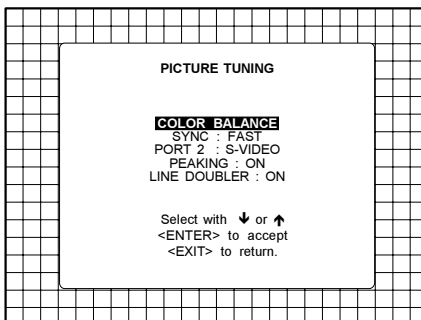 PICTURE TUNING
COLOR BALANCE
SYNC : FAST
PORT 2 : S-VIDEO
PEAKING : ON
LINE DOUBLER : ON
Select with ↓ or ↑
<ENTER> to accept
<EXIT> to return.